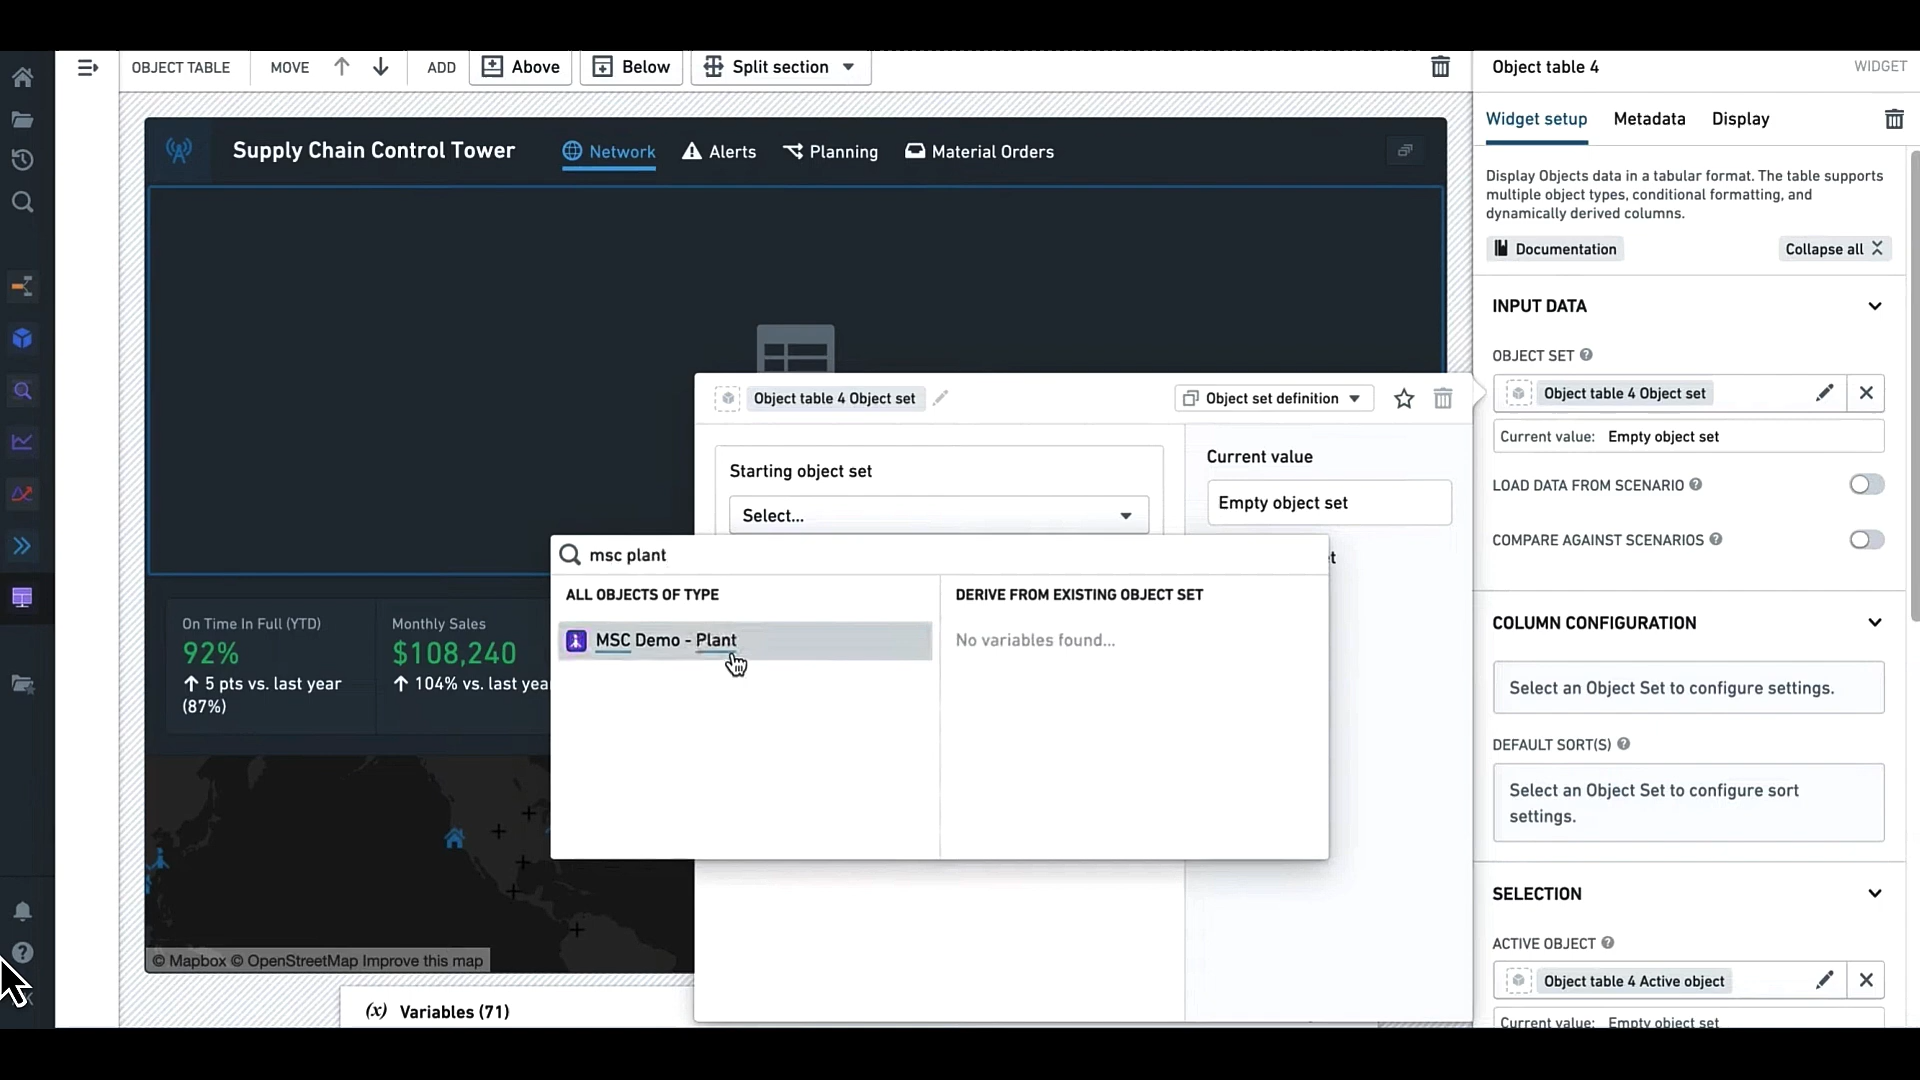 OBJECT TABLE
MOVE
ADD
Above
Below
Split section
Object table 4
WIDGET
Widget setup
Metadata
Display
Supply Chain Control Tower
Network
Alerts
Planning
Material Orders
Display Objects data in a tabular format. The table supports
multiple object types, conditional formatting, and
dynamically derived columns.
Documentation
Collapse all
INPUT DATA
OBJECT SET
Object table 4 Object set
Current value: Empty object set
LOAD DATA FROM SCENARIO
COMPARE AGAINST SCENARIOS
COLUMN CONFIGURATION
Select an Object Set to configure settings.
DEFAULT SORT(S)
Select an Object Set to configure sort
settings.
SELECTION
ACTIVE OBJECT
Object table 4 Active object
Current value: Empty object set
Object table 4 Object set
Object set definition
Starting object set
Select...
Current value
Empty object set
msc plant
ALL OBJECTS OF TYPE
MSC Demo - Plant
DERIVE FROM EXISTING OBJECT SET
No variables found...
On Time In Full (YTD)
92%
↑ 5 pts vs. last year
(87%)
Monthly Sales
$108,240
↑ 104% vs. last yea
© Mapbox © OpenStreetMap Improve this map
(x) Variables (71)